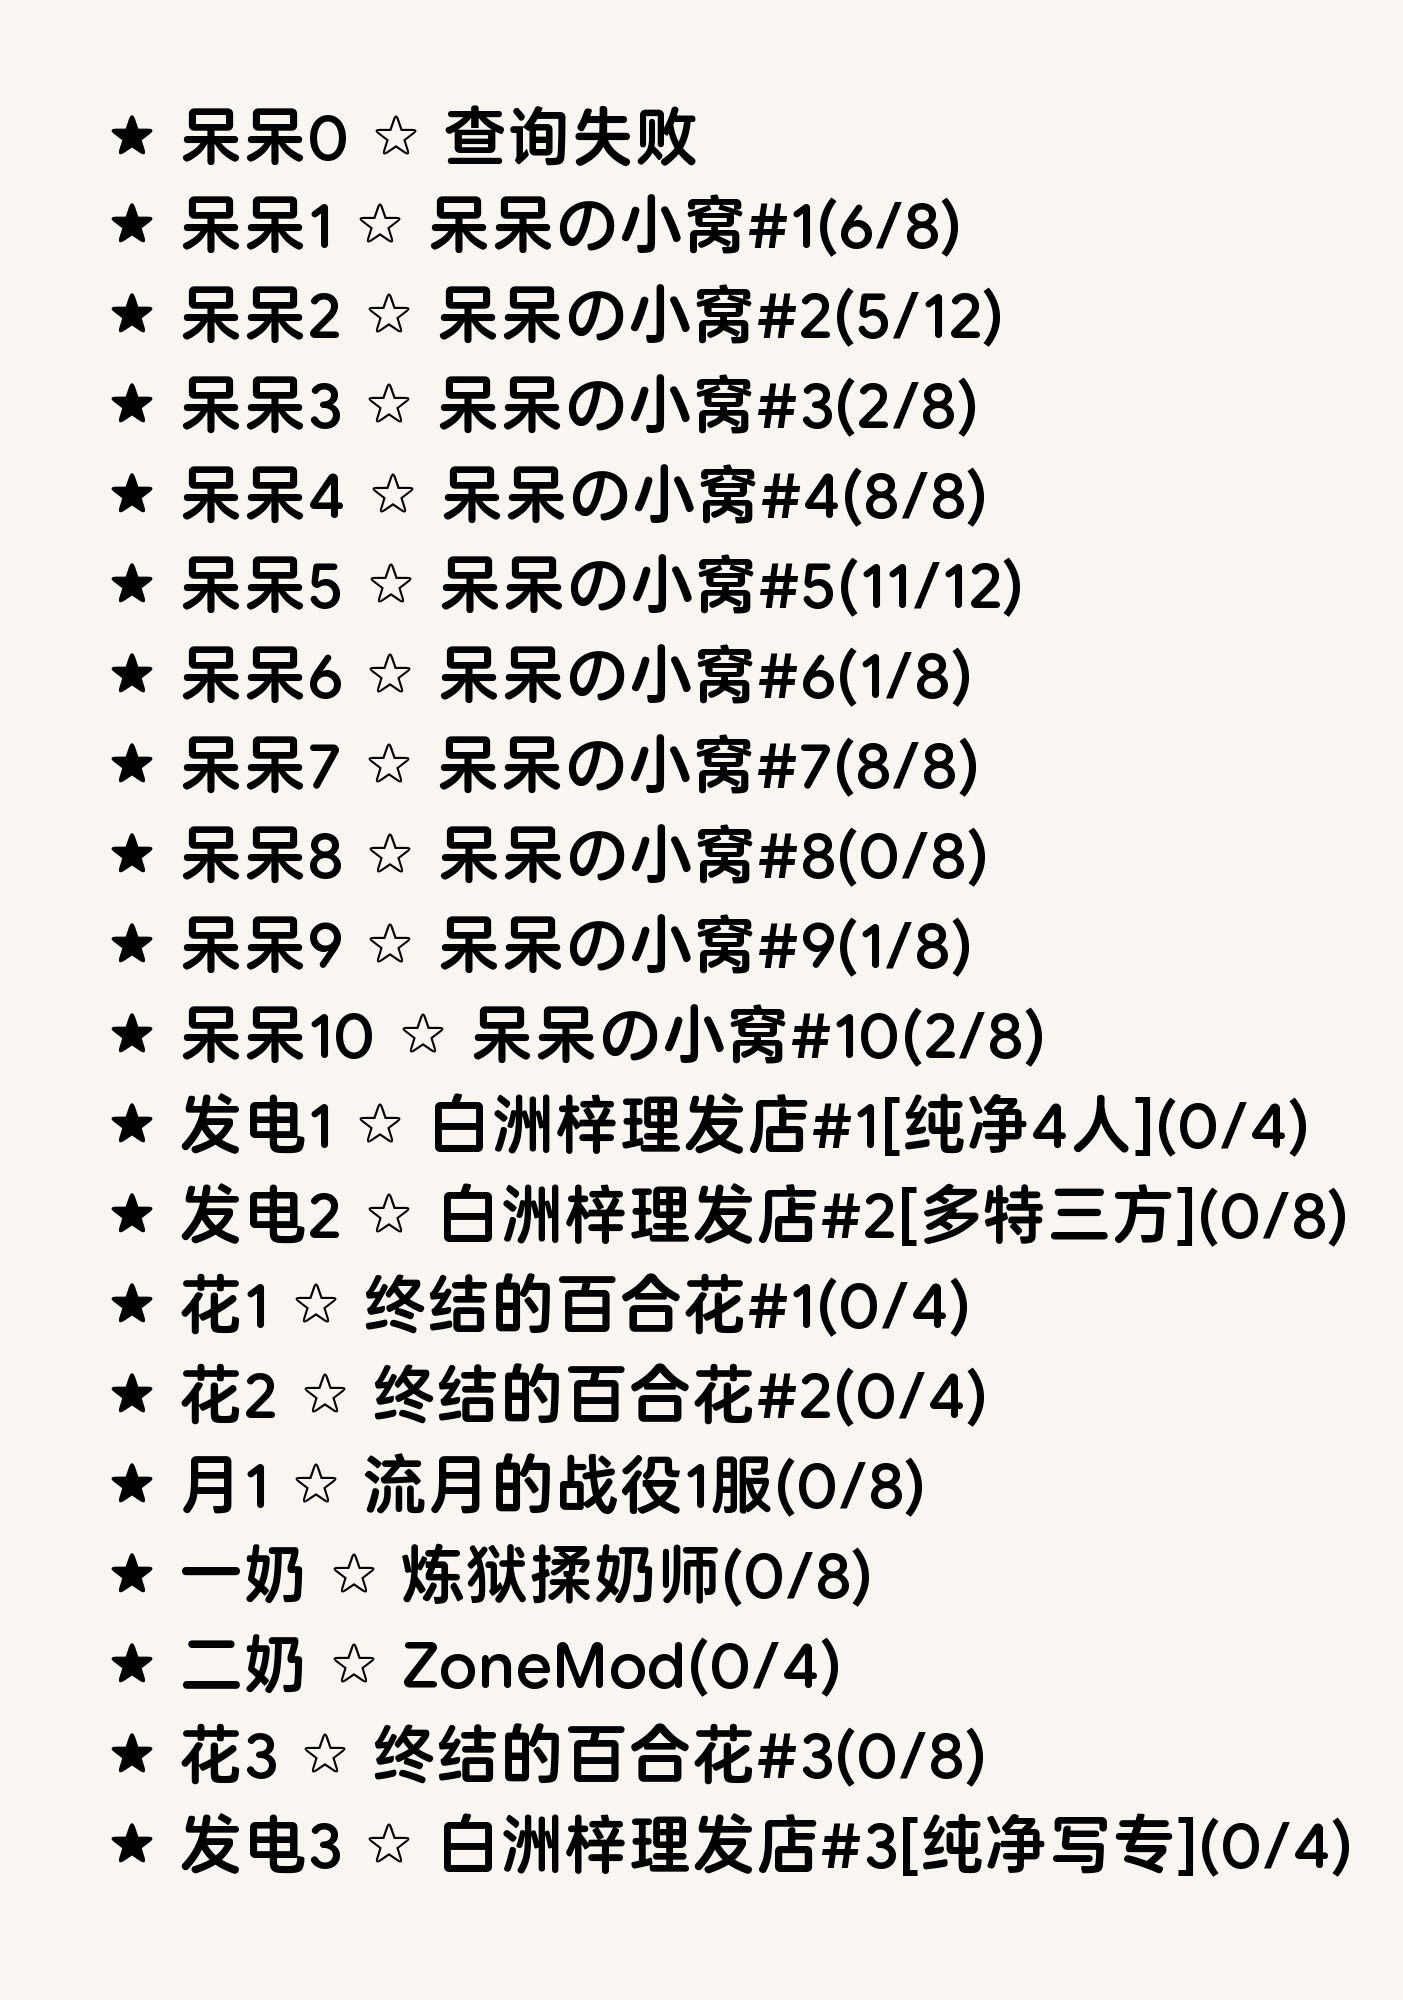 ★ 呆呆0 ☆ 查询失败
★ 呆呆1 ☆ 呆呆の小窝#1(6/8)
★ 呆呆2 ☆ 呆呆の小窝#2(5/12)
★ 呆呆3 ☆ 呆呆の小窝#3(2/8)
★ 呆呆4 ☆ 呆呆の小窝#4(8/8)
★ 呆呆5 ☆ 呆呆の小窝#5(11/12)
★ 呆呆6 ☆ 呆呆の小窝#6(1/8)
★ 呆呆7 ☆ 呆呆の小窝#7(8/8)
★ 呆呆8 ☆ 呆呆の小窝#8(0/8)
★ 呆呆9 ☆ 呆呆の小窝#9(1/8)
★ 呆呆10 ☆ 呆呆の小窝#10(2/8)
★ 发电1 ☆ 白洲梓理发店#1[纯净4人](0/4)
★ 发电2 ☆ 白洲梓理发店#2[多特三方](0/8)
★ 花1 ☆ 终结的百合花#1(0/4)
★ 花2 ☆ 终结的百合花#2(0/4)
★ 月1 ☆ 流月的战役1服(0/8)
★ 一奶 ☆ 炼狱揉奶师(0/8)
★ 二奶 ☆ ZoneMod(0/4)
★ 花3 ☆ 终结的百合花#3(0/8)
★ 发电3 ☆ 白洲梓理发店#3[纯净写专](0/4)